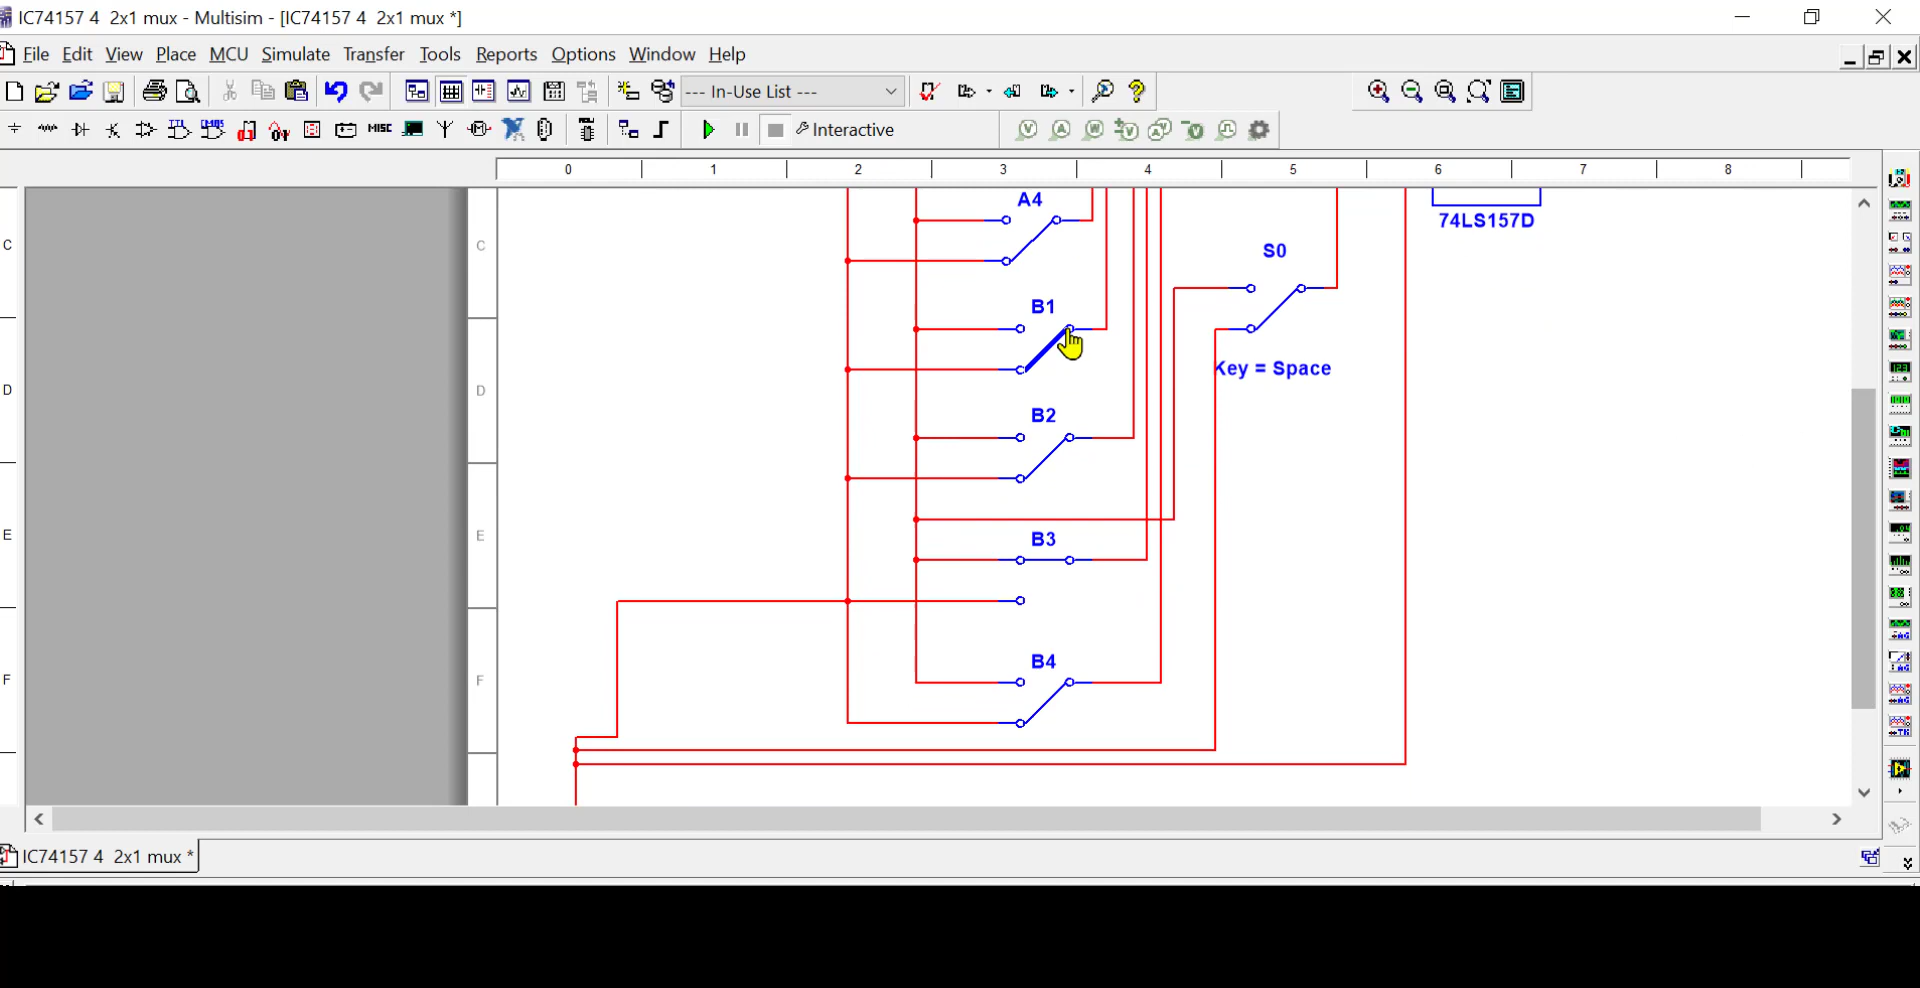 IC74157 4 2x1 mux - Multisim - [IC74157 4 2x1 mux *]
File Edit View Place MCU Simulate Transfer Tools Reports Options Window Help
--- In-Use List ---
MISC
Interactive
0 1 2 3 4 5 6 7 8
A4
74LS157D
C C
S0
B1
Key = Space
D D
B2
E E
B3
B4
F F
IC74157 4 2x1 mux *